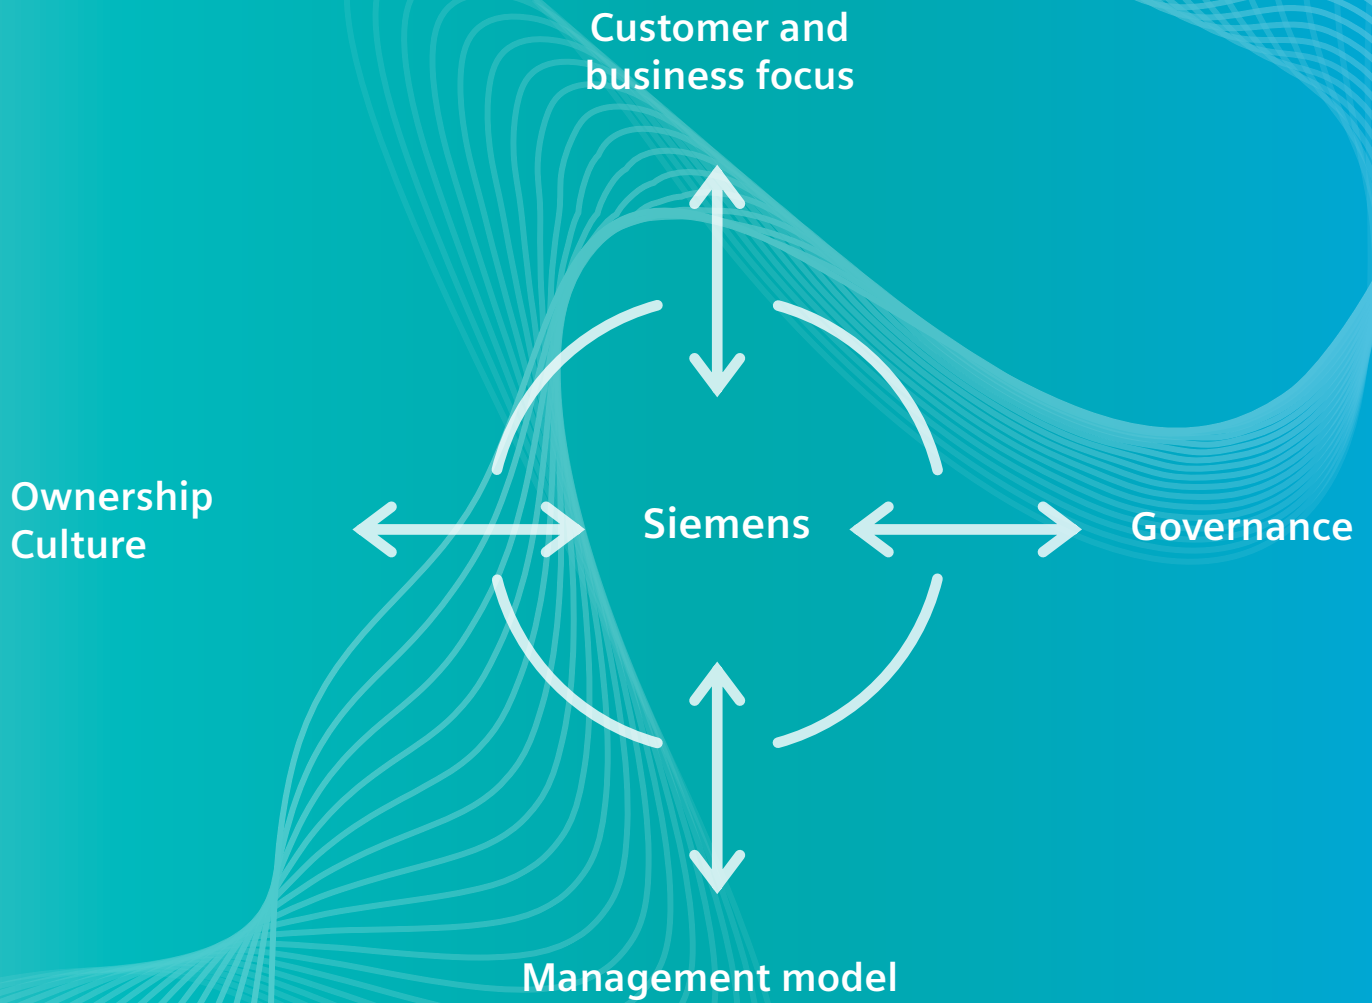 Customer and
business focus
Ownership
Culture
Siemens
Governance
Management model